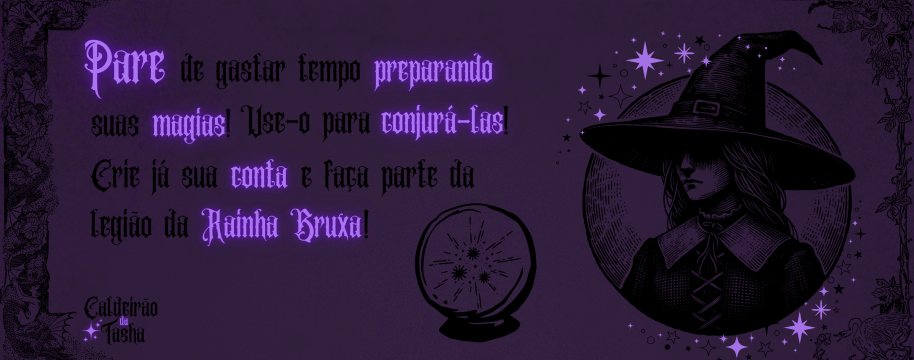 Pare de gastar tempo preparando
suas magias! Use-o para conjurá-las!
Crie já sua conta e faça parte da
legião da Rainha Bruxa!
Caldeirão
da
Tasha